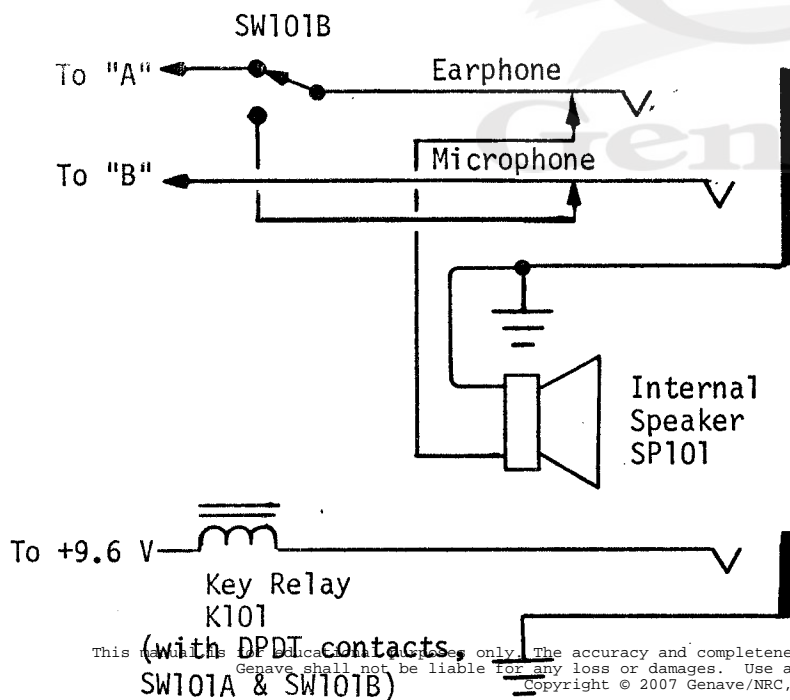 SW101B
To "A"
Earphone
Gen
To "B"
Microphone
Internal
Speaker
SP101
To +9.6 V
Key Relay
K101
(with DPDT contacts,
SW101A & SW101B)
This manual is for educational purposes only. The accuracy and completene
Genave shall not be liable for any loss or damages. Use a
Copyright © 2007 Genave/NRC,